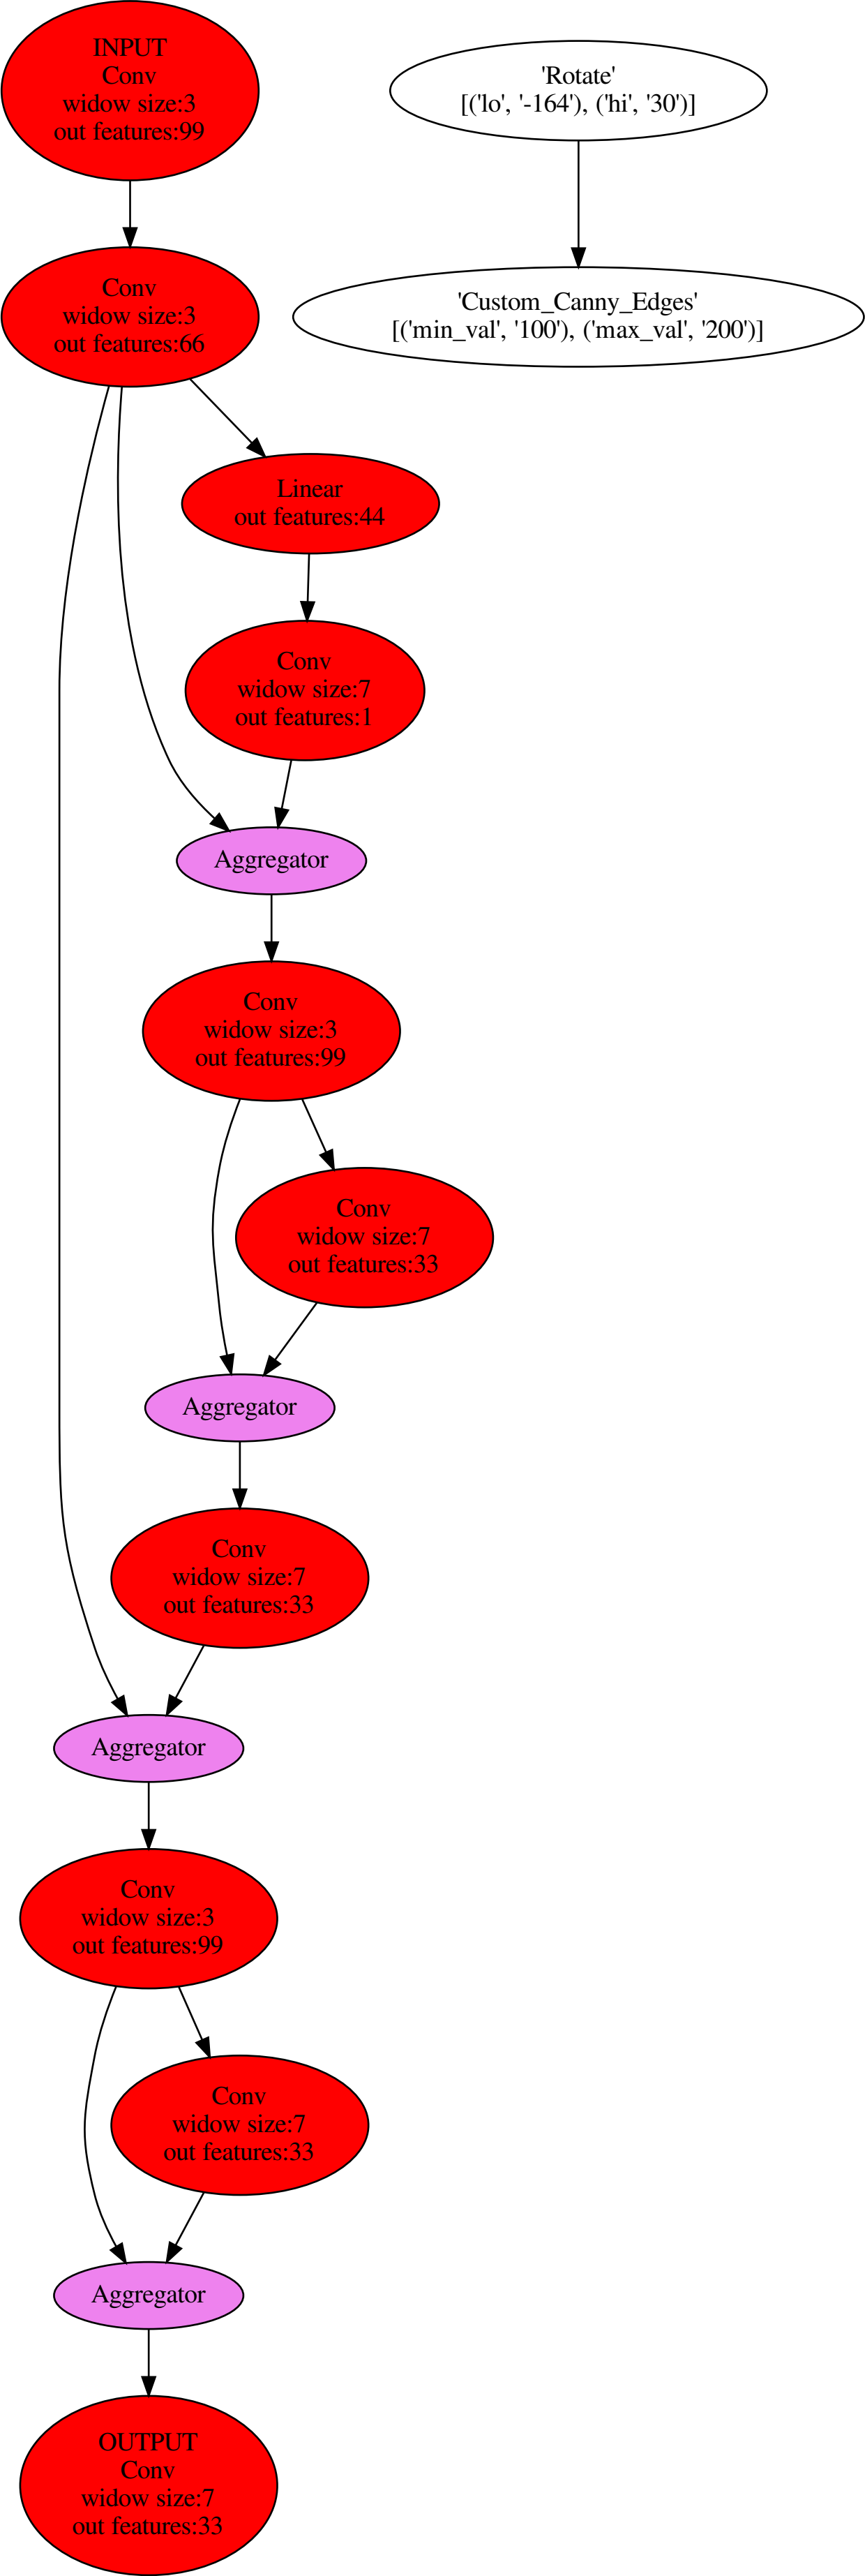 INPUT
Conv
widow size:3
out features:99
'Rotate'
[('lo', '-164'), ('hi', '30')]
Conv
widow size:3
out features:66
'Custom_Canny_Edges'
[('min_val', '100'), ('max_val', '200')]
Linear
out features:44
Conv
widow size:7
out features:1
Aggregator
Conv
widow size:3
out features:99
Conv
widow size:7
out features:33
Aggregator
Conv
widow size:7
out features:33
Aggregator
Conv
widow size:3
out features:99
Conv
widow size:7
out features:33
Aggregator
OUTPUT
Conv
widow size:7
out features:33